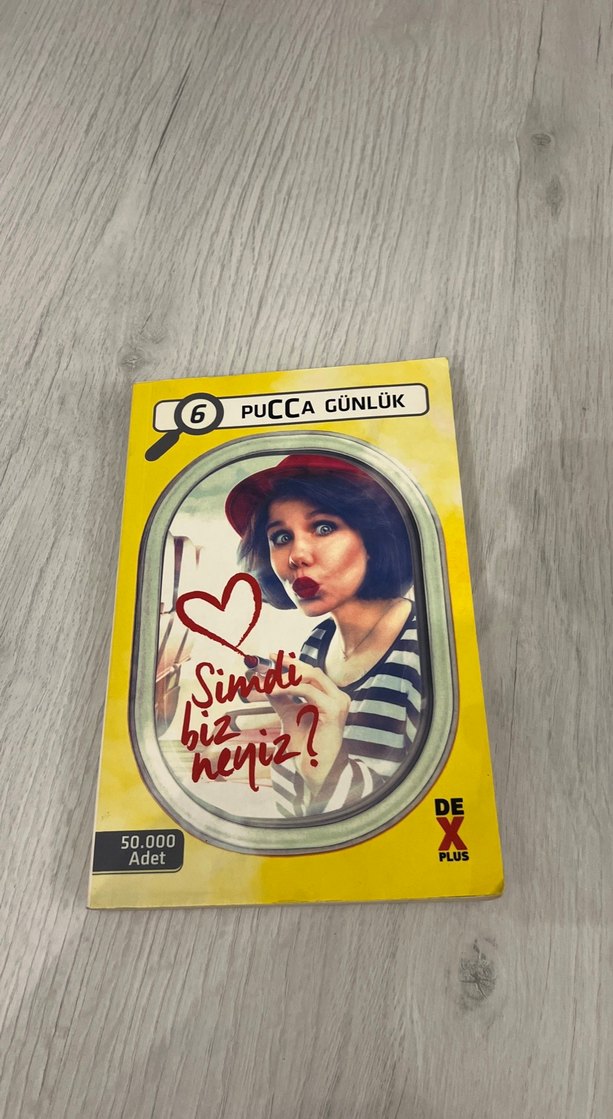 6 PUCCA GÜNLÜK
Şimdi
biz
neyiz?
50.000
Adet
DE
X
PLUS